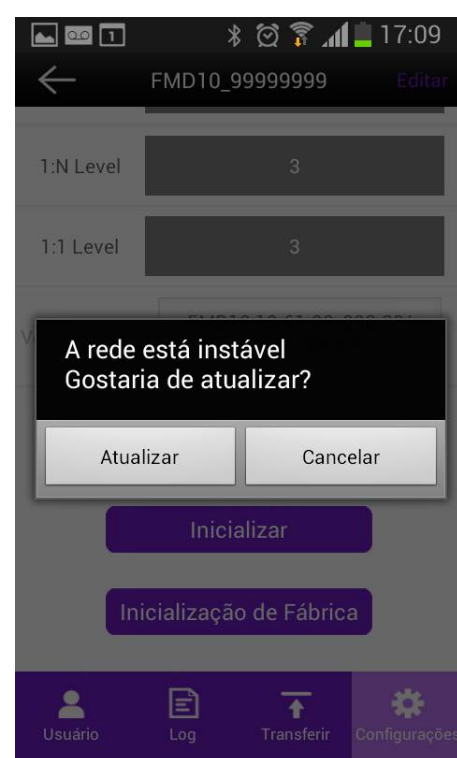 1 17:09
FMD10_99999999 Editar
1:N Level 3
1:1 Level 3
A rede está instável
Gostaria de atualizar?
Atualizar Cancelar
Inicializar
Inicialização de Fábrica
Usuário Log Transferir Configurações